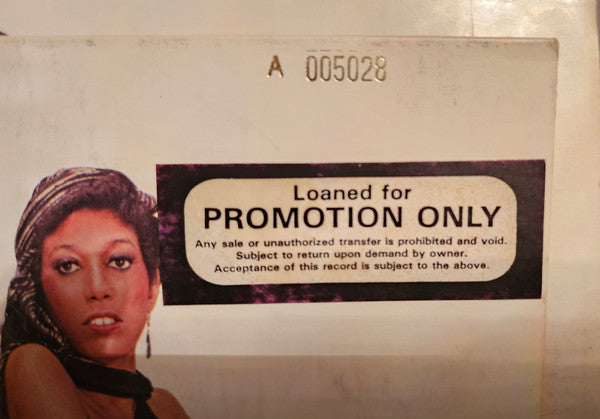 A 005028
Loaned for
PROMOTION ONLY
Any sale or unauthorized transfer is prohibited and void.
Subject to return upon demand by owner.
Acceptance of this record is subject to the above.